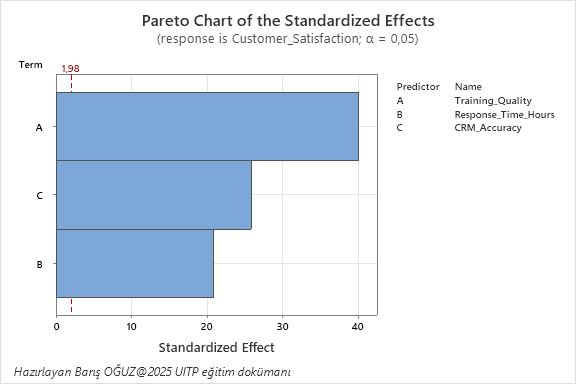 Pareto Chart of the Standardized Effects
(response is Customer_Satisfaction; α = 0,05)
Term
1,98
Predictor Name
A Training_Quality
B Response_Time_Hours
C CRM_Accuracy
A
C
B
0 10 20 30 40
Standardized Effect
Hazırlayan Barış OĞUZ@2025 UITP eğitim dokümanı